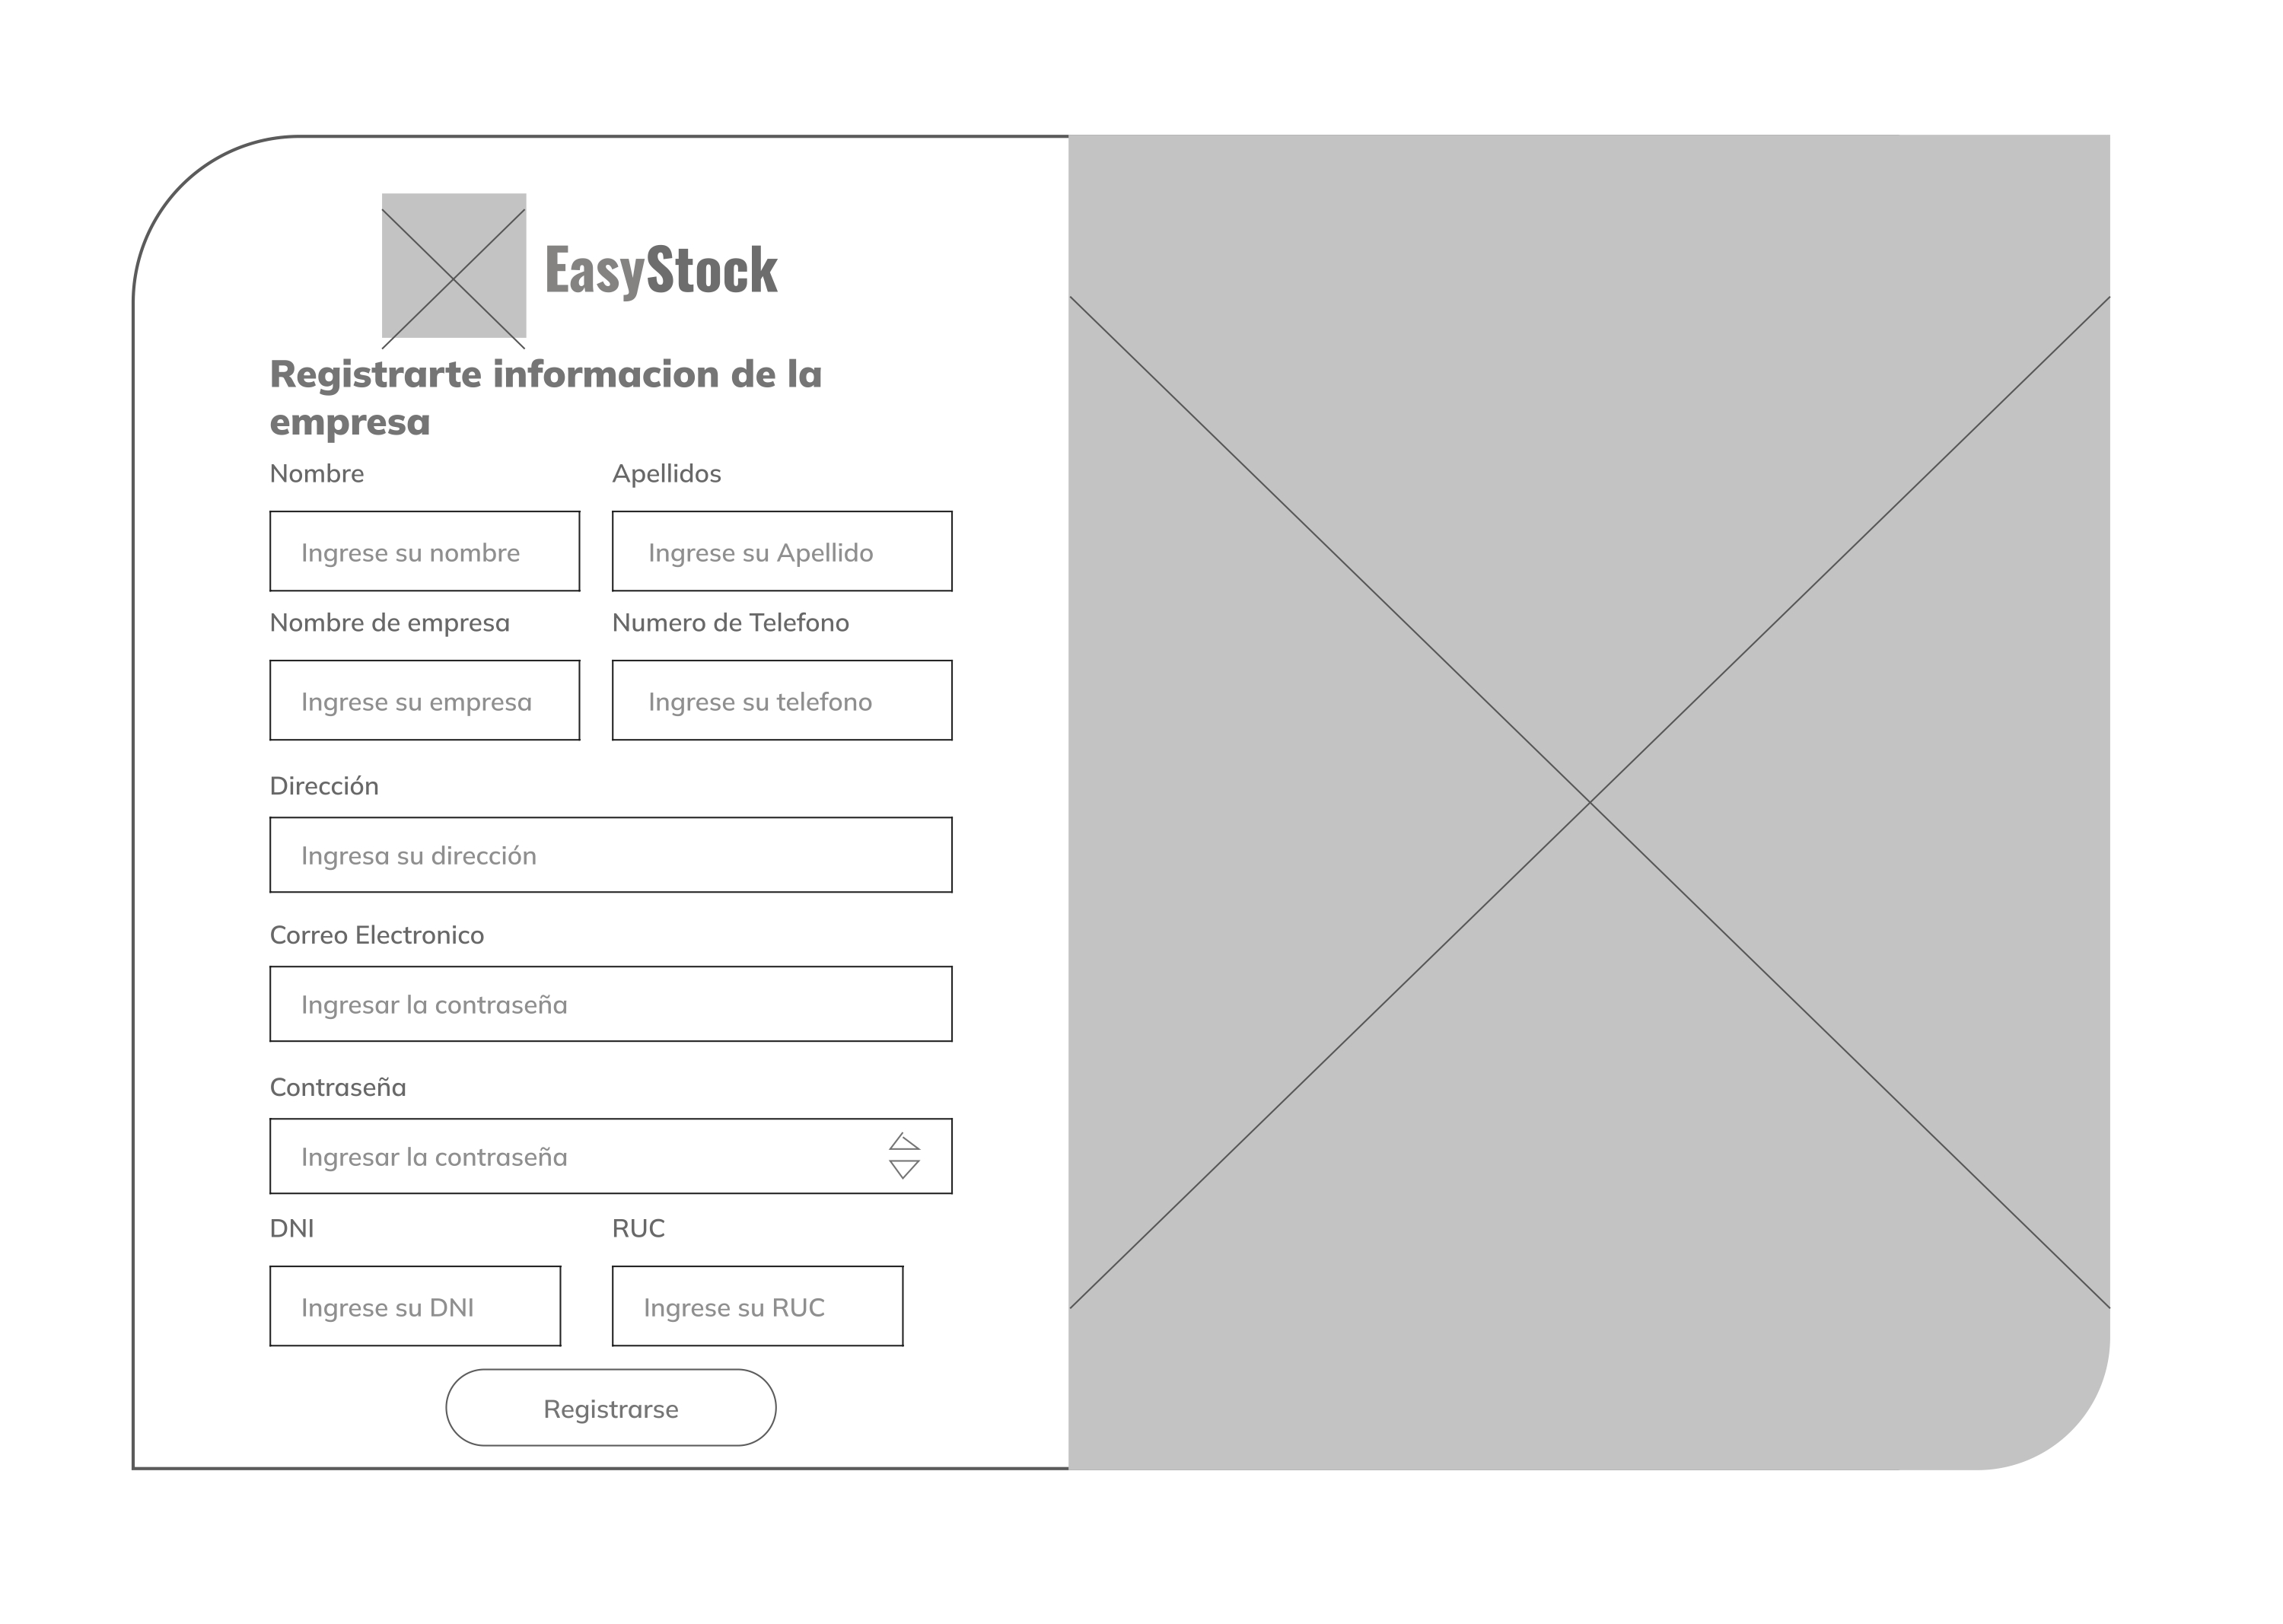 EasyStock
Registrarte informacion de la
empresa
Nombre
Apellidos
Ingrese su nombre
Ingrese su Apellido
Nombre de empresa
Numero de Telefono
Ingrese su empresa
Ingrese su telefono
Dirección
Ingresa su dirección
Correo Electronico
Ingresar la contraseña
Contraseña
Ingresar la contraseña
DNI
RUC
Ingrese su DNI
Ingrese su RUC
Registrarse